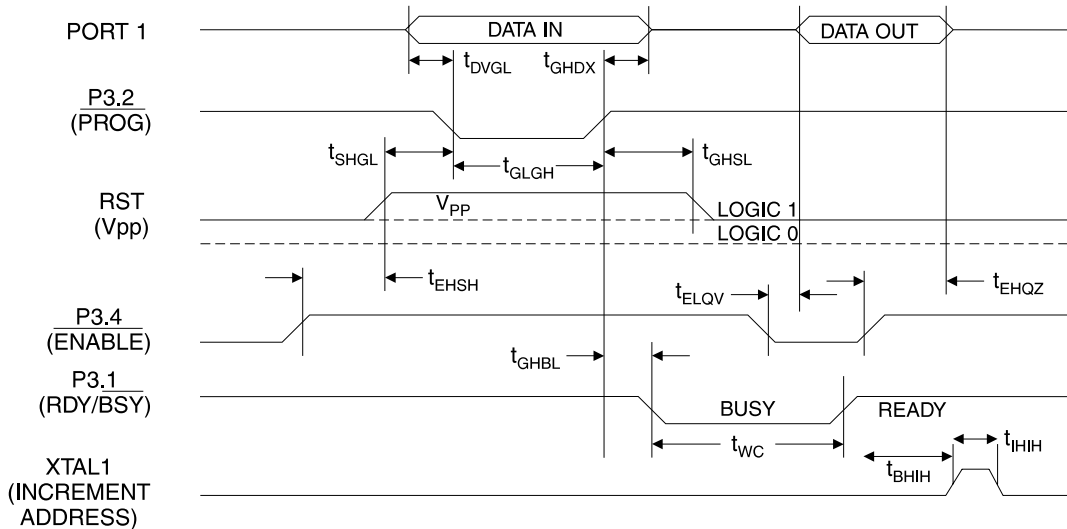 PORT 1
DATA IN
DATA OUT
tDVGL
tGHDX
P3.2
(PROG)
tSHGL
tGLGH
tGHSL
RST
(Vpp)
VPP
LOGIC 1
LOGIC 0
tEHSH
tELQV
tEHQZ
P3.4
(ENABLE)
tGHBL
P3.1
(RDY/BSY)
BUSY
READY
tWC
tIHIH
tBHIH
XTAL1
(INCREMENT
ADDRESS)